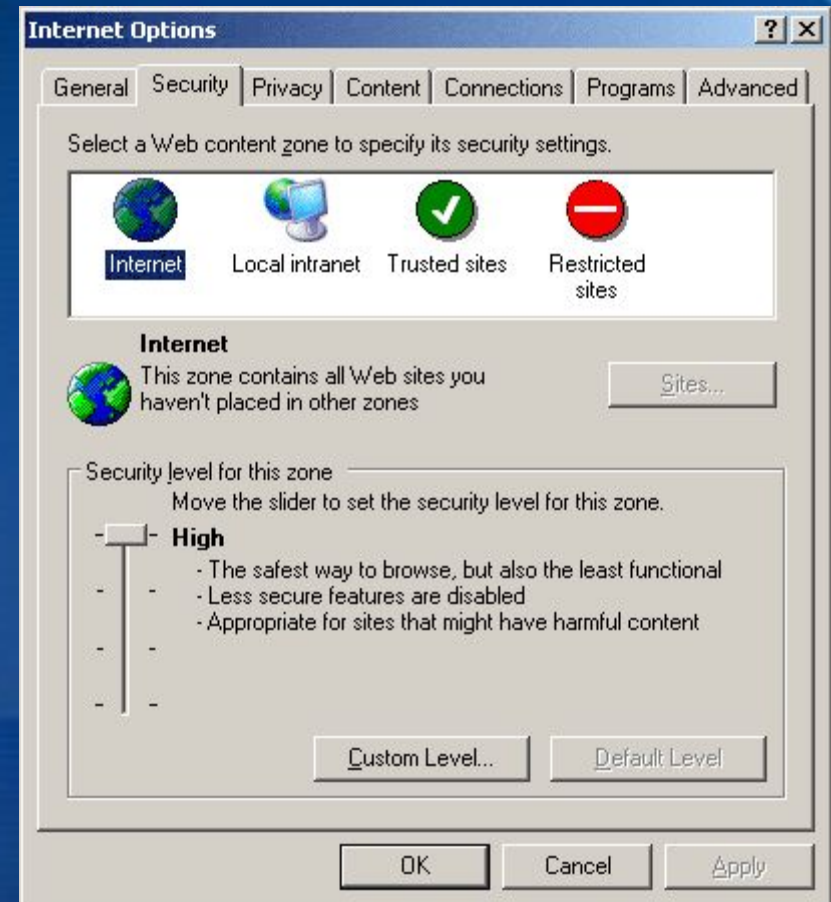 Internet Options
General Security Privacy Content Connections Programs Advanced
Select a Web content zone to specify its security settings.
Internet Local intranet Trusted sites Restricted
sites
Internet
This zone contains all Web sites you
haven't placed in other zones
Sites...
Security level for this zone
Move the slider to set the security level for this zone.
High
- The safest way to browse, but also the least functional
- Less secure features are disabled
- Appropriate for sites that might have harmful content
Custom Level... Default Level
OK Cancel Apply